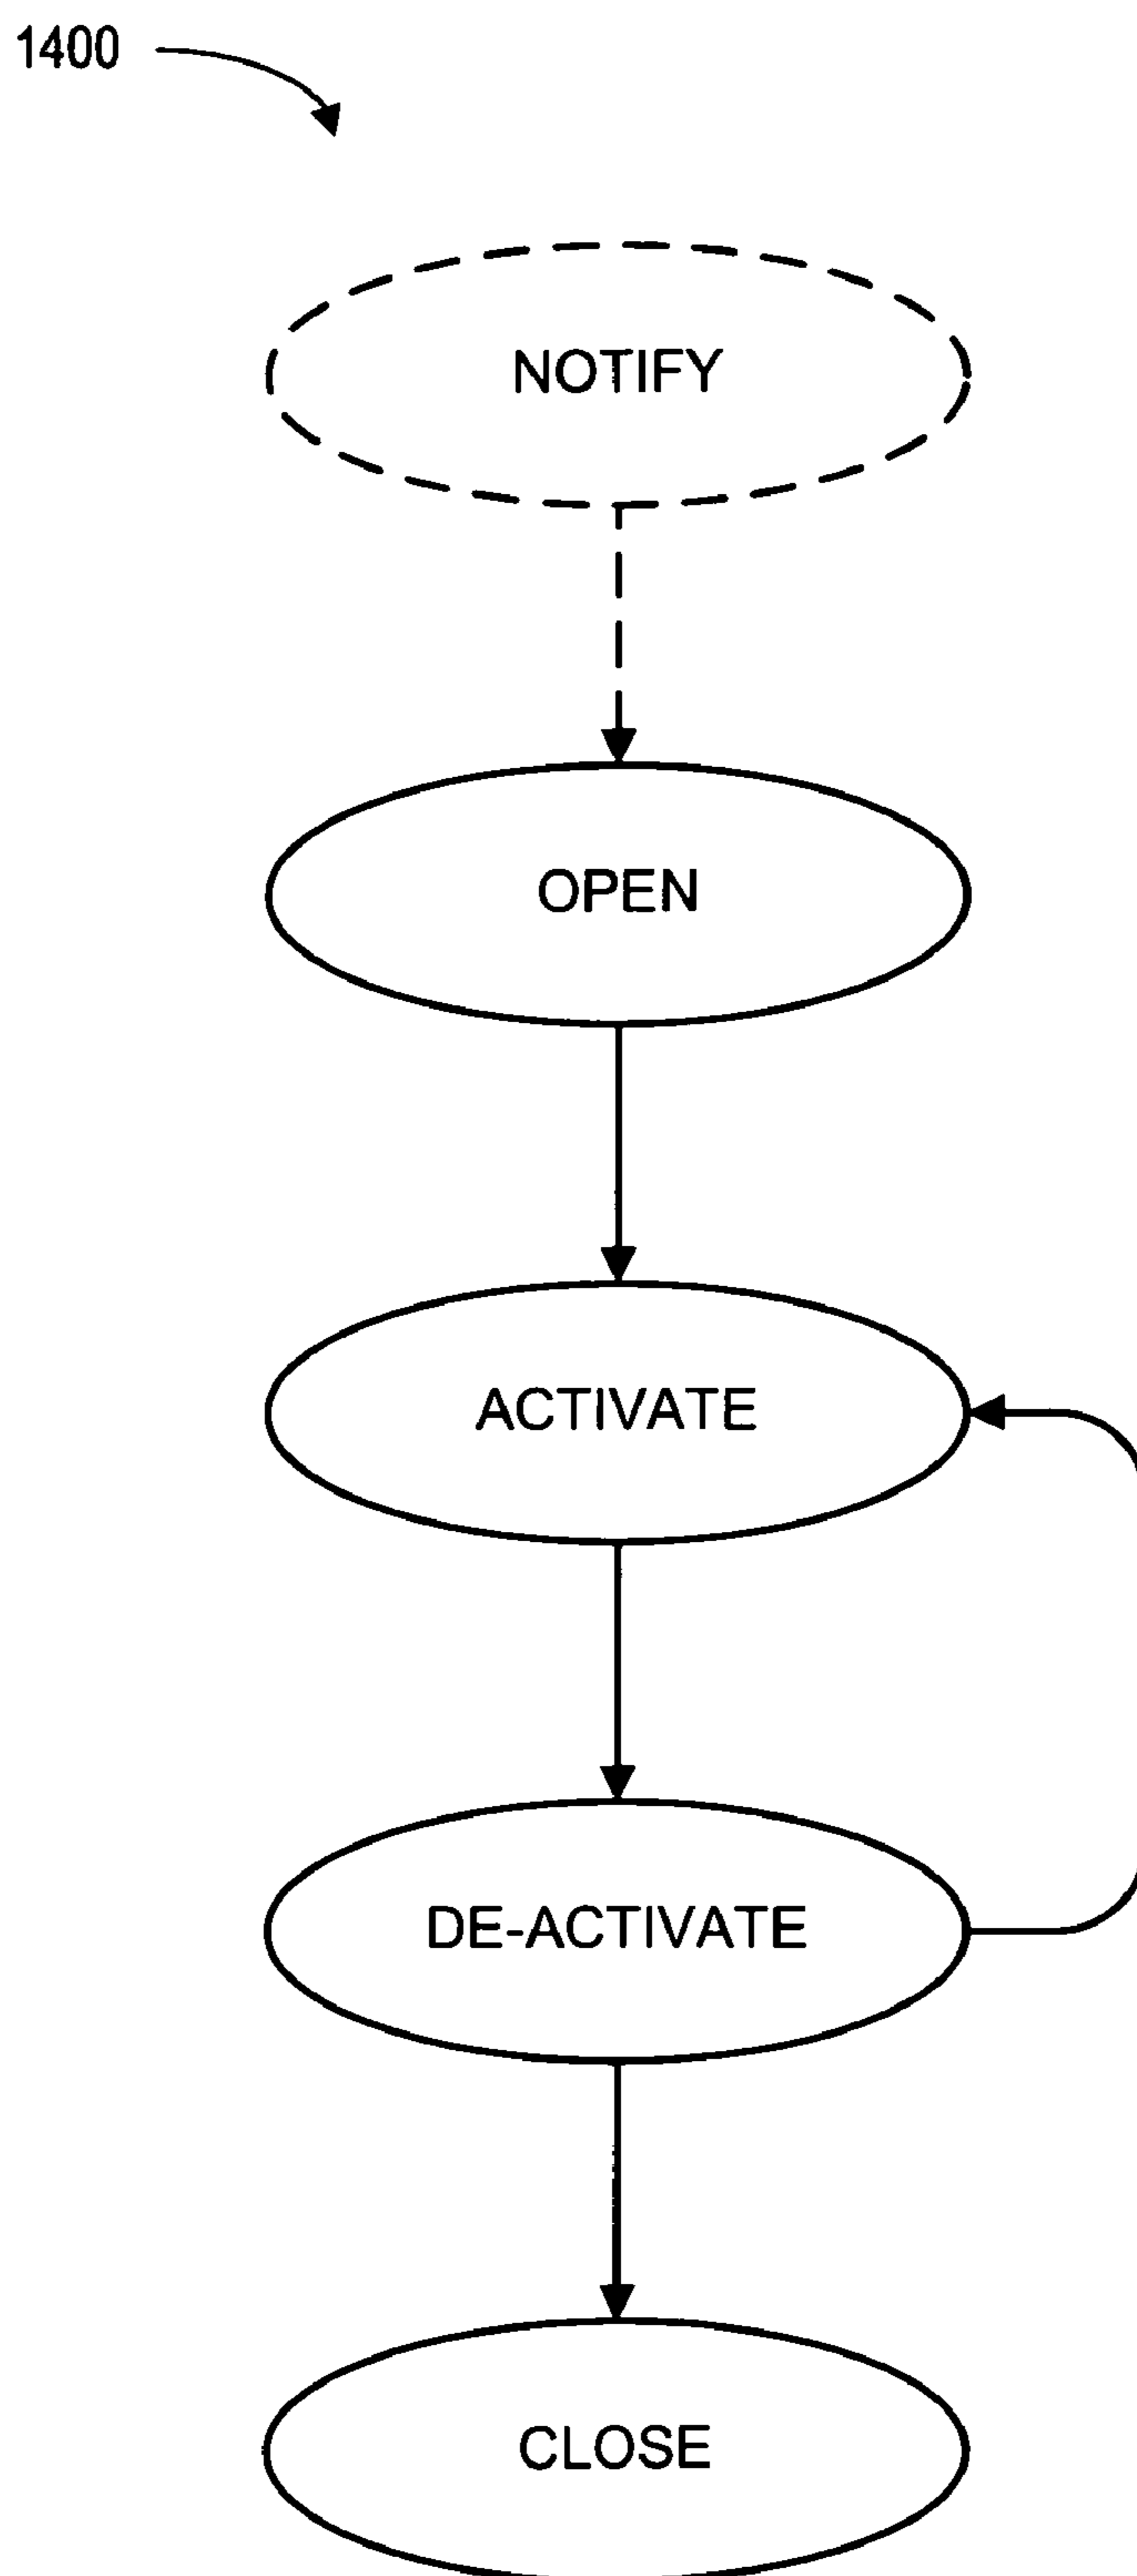 1400
NOTIFY
OPEN
ACTIVATE
DE-ACTIVATE
CLOSE